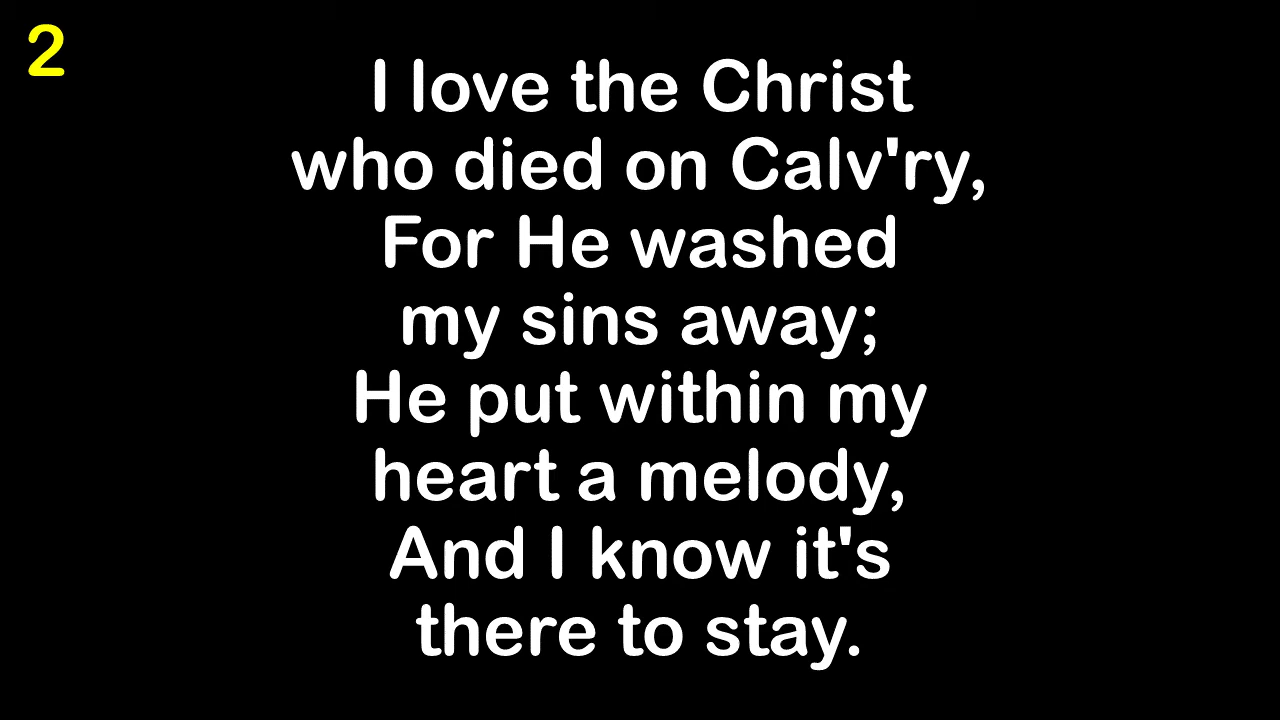 2
I love the Christ
who died on Calv'ry,
For He washed
my sins away;
He put within my
heart a melody,
And I know it's
there to stay.